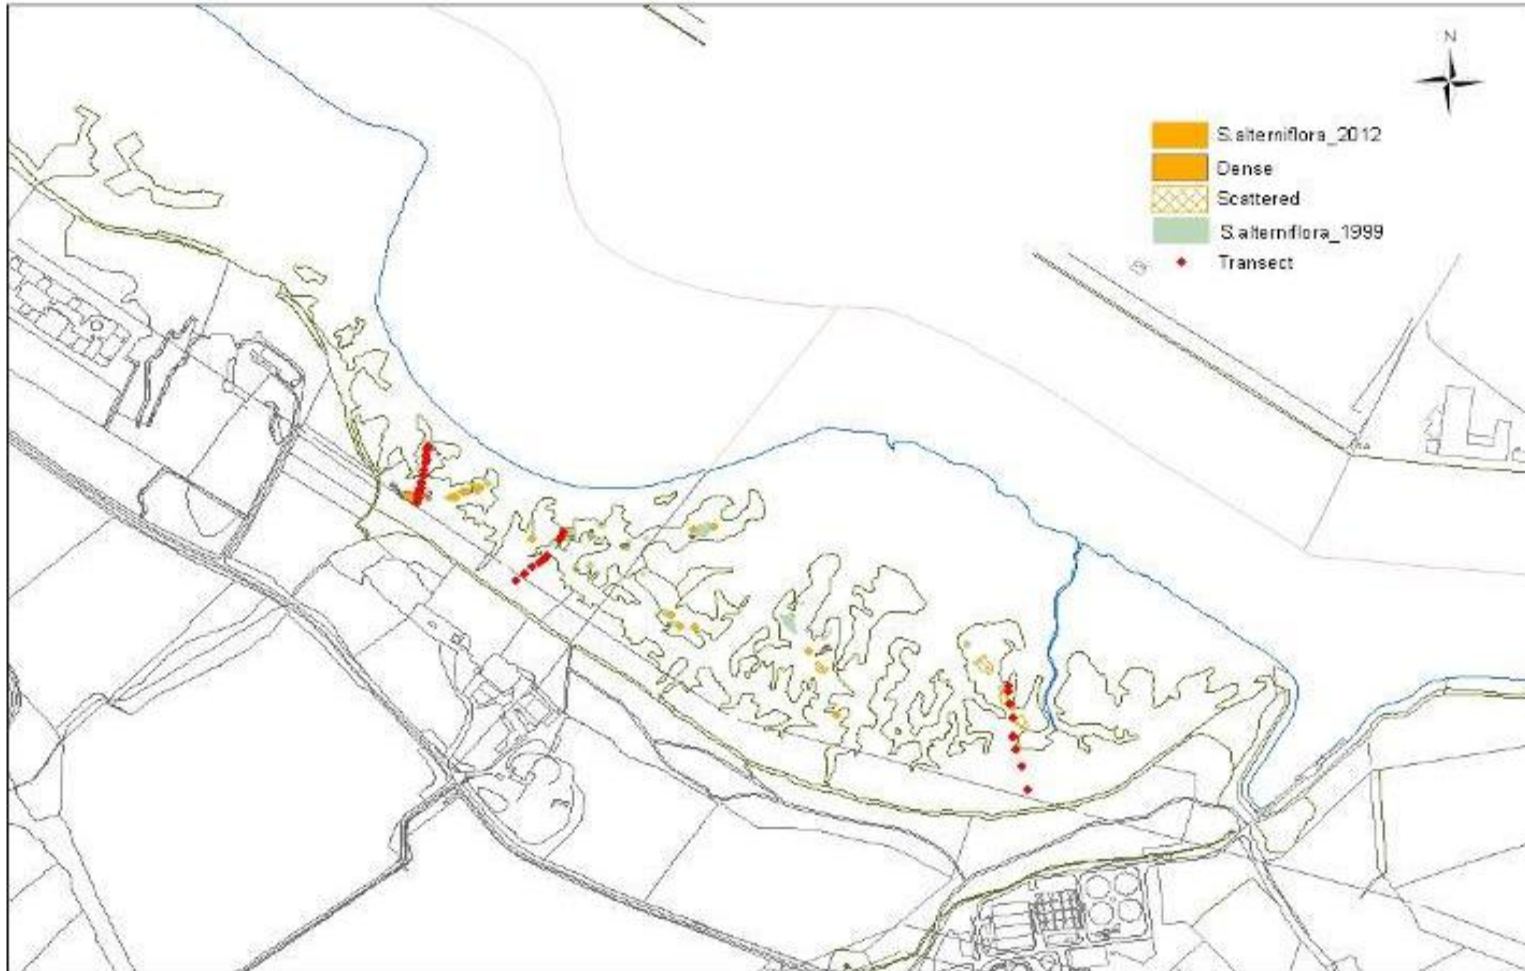 N
S.alterniflora_2012
Dense
Scattered
S.alterniflora_1999
Transect